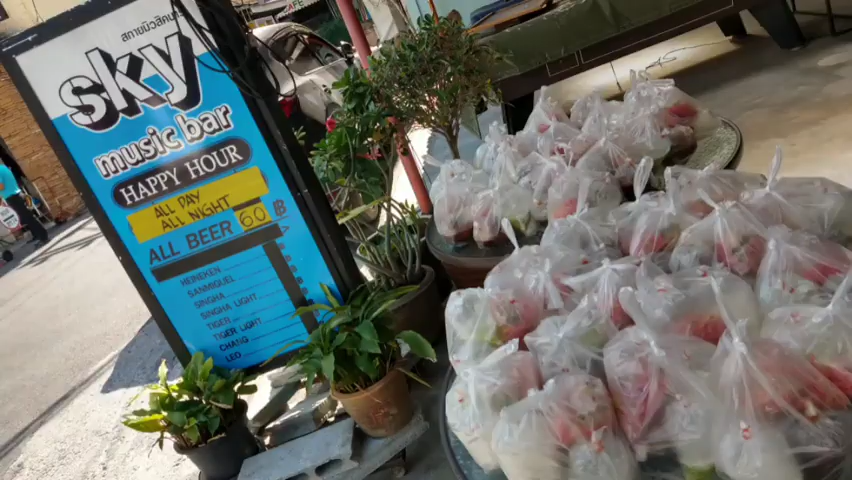 สกายมิวสิคบาร์
sky
music bar
HAPPY HOUR
ALL DAY
ALL NIGHT
ALL BEER 60 ฿
HEINEKEN
SANMIGUEL
SINGHA
SINGHA LIGHT
TIGER
TIGER LIGHT
CHANG
LEO